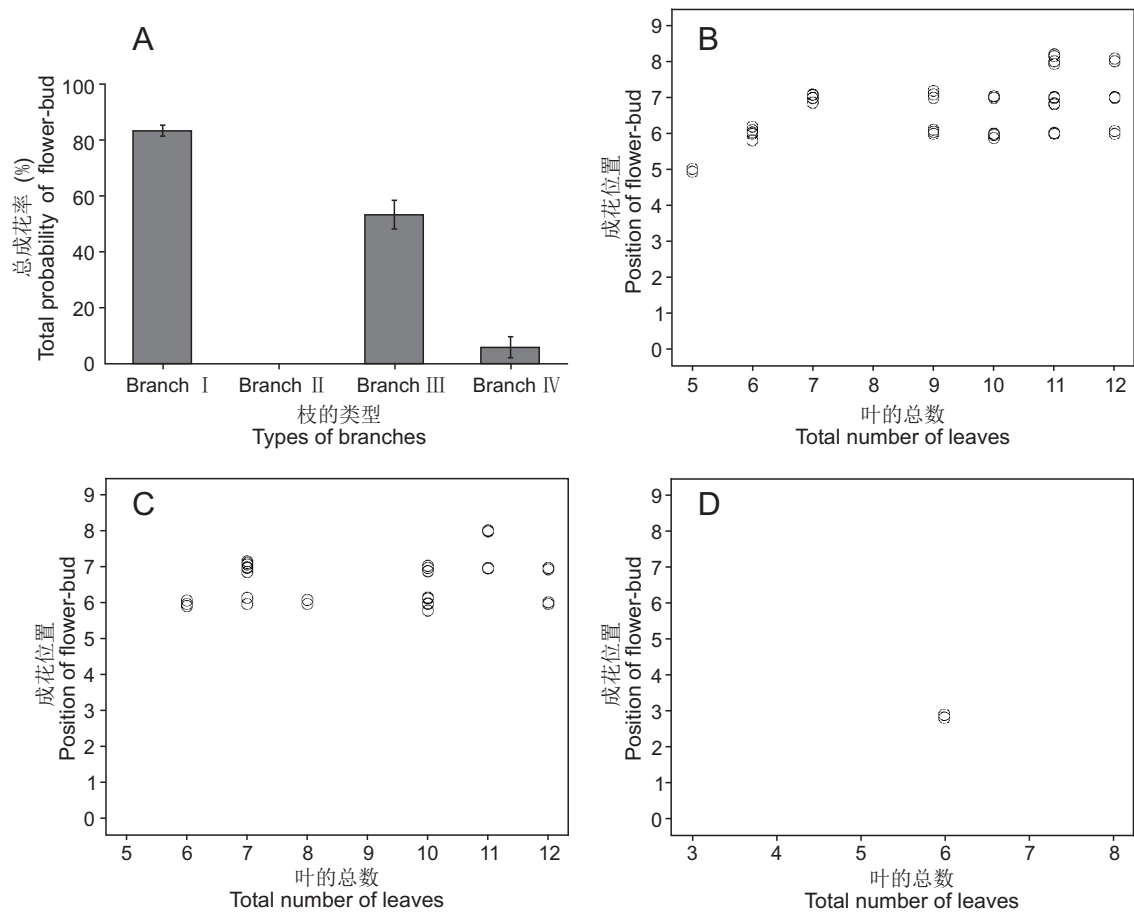 A
总成花率 (%)
Total probability of flower-bud
100
80
60
40
20
0
Branch Ⅰ Branch Ⅱ Branch Ⅲ Branch Ⅳ
枝的类型
Types of branches
B
成花位置
Position of flower-bud
9
8
7
6
5
4
3
2
1
0
5 6 7 8 9 10 11 12
叶的总数
Total number of leaves
C
成花位置
Position of flower-bud
9
8
7
6
5
4
3
2
1
0
5 6 7 8 9 10 11 12
叶的总数
Total number of leaves
D
成花位置
Position of flower-bud
9
8
7
6
5
4
3
2
1
0
3 4 5 6 7 8
叶的总数
Total number of leaves